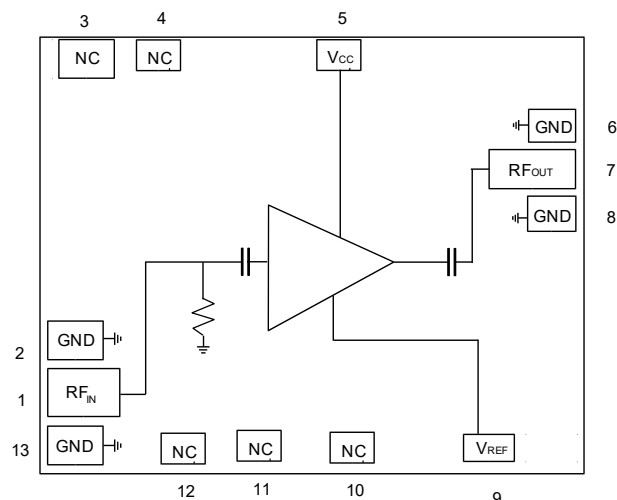 3 4 5
NC NC VCC
GND 6
RFOUT 7
GND 8
2 GND
1 RFIN
13 GND
NC NC NC VREF
12 11 10 9